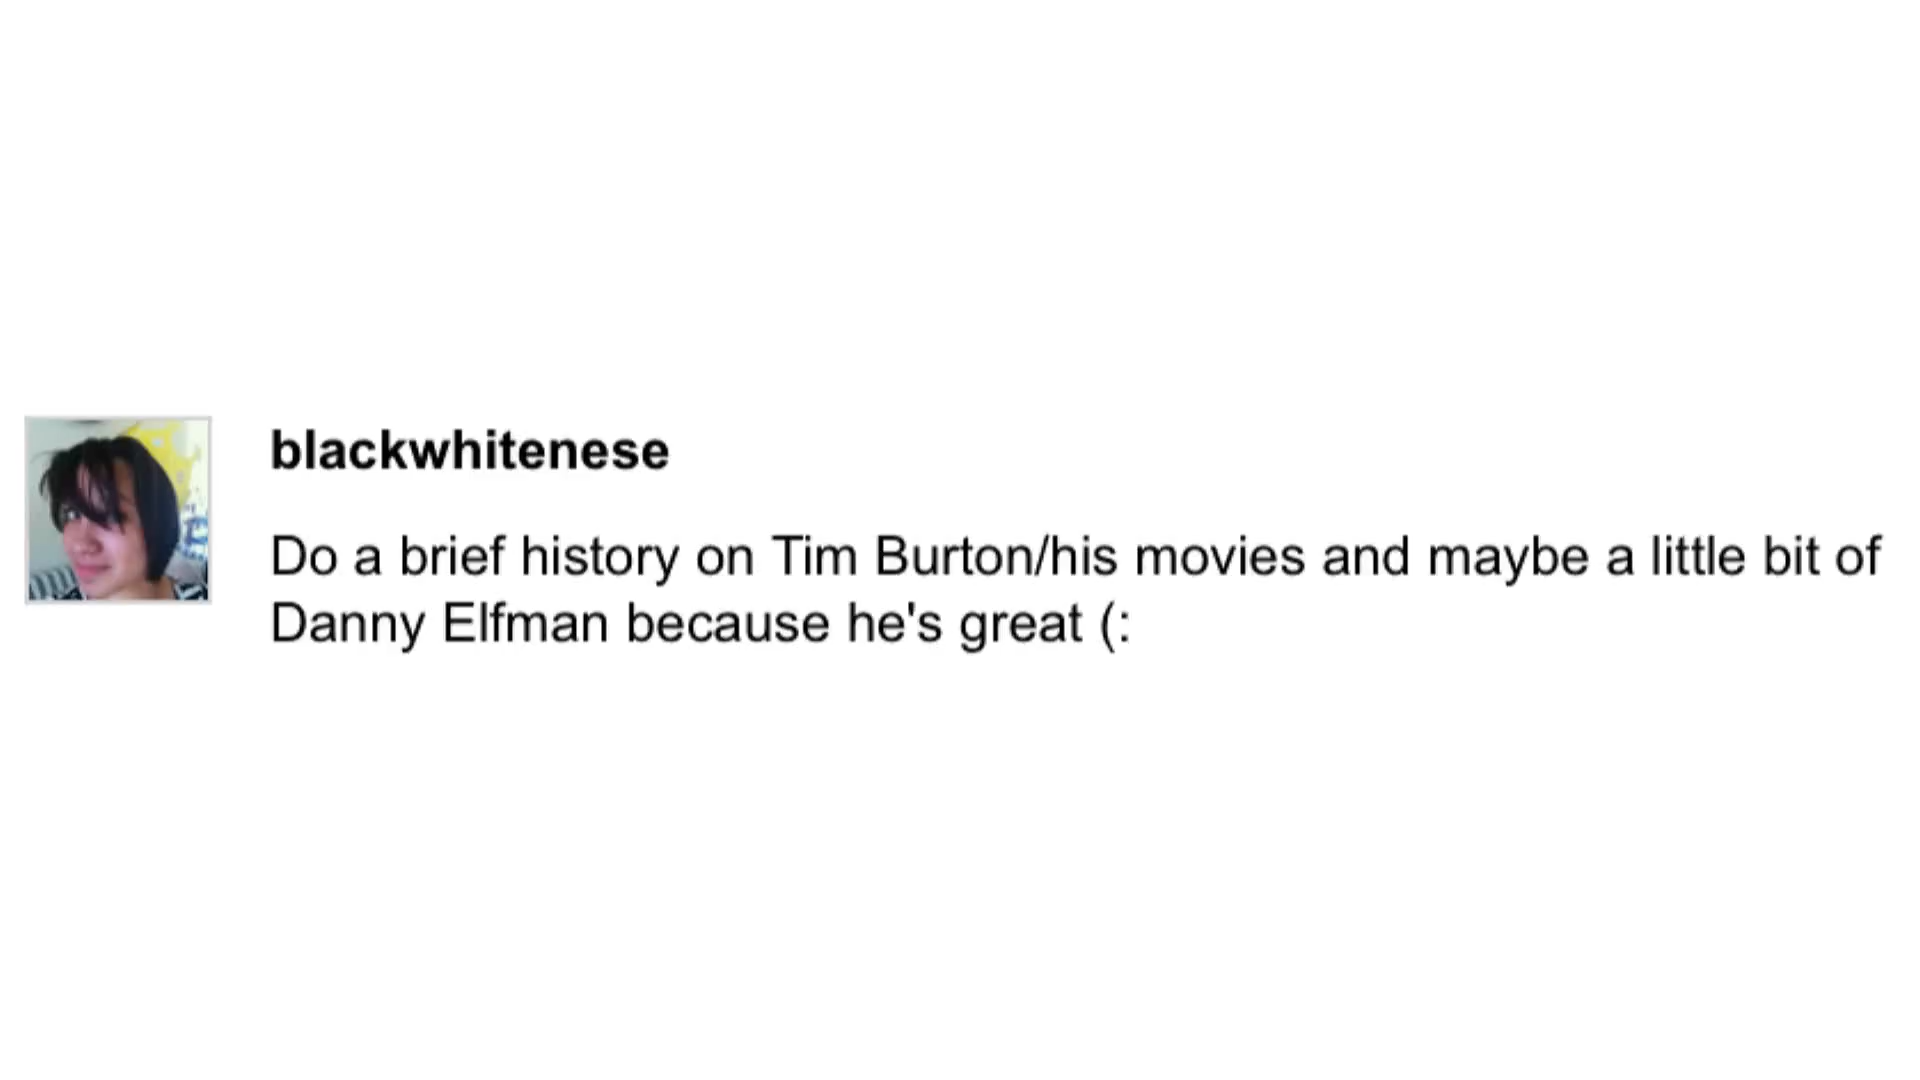 blackwhitenese
Do a brief history on Tim Burton/his movies and maybe a little bit of
Danny Elfman because he's great (: